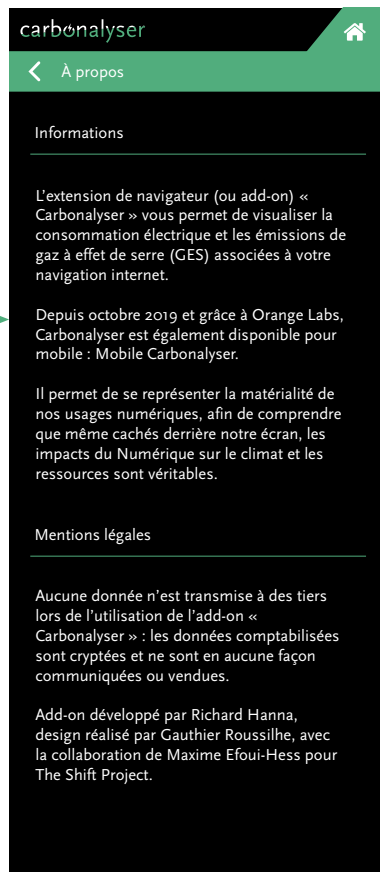 carbonalyser
À propos
Informations
L’extension de navigateur (ou add-on) «
Carbonalyser » vous permet de visualiser la
consommation électrique et les émissions de
gaz à effet de serre (GES) associées à votre
navigation internet.
Depuis octobre 2019 et grâce à Orange Labs,
Carbonalyser est également disponible pour
mobile : Mobile Carbonalyser.
Il permet de se représenter la matérialité de
nos usages numériques, afin de comprendre
que même cachés derrière notre écran, les
impacts du Numérique sur le climat et les
ressources sont véritables.
Mentions légales
Aucune donnée n’est transmise à des tiers
lors de l’utilisation de l’add-on «
Carbonalyser » : les données comptabilisées
sont cryptées et ne sont en aucune façon
communiquées ou vendues.
Add-on développé par Richard Hanna,
design réalisé par Gauthier Roussilhe, avec
la collaboration de Maxime Efoui-Hess pour
The Shift Project.